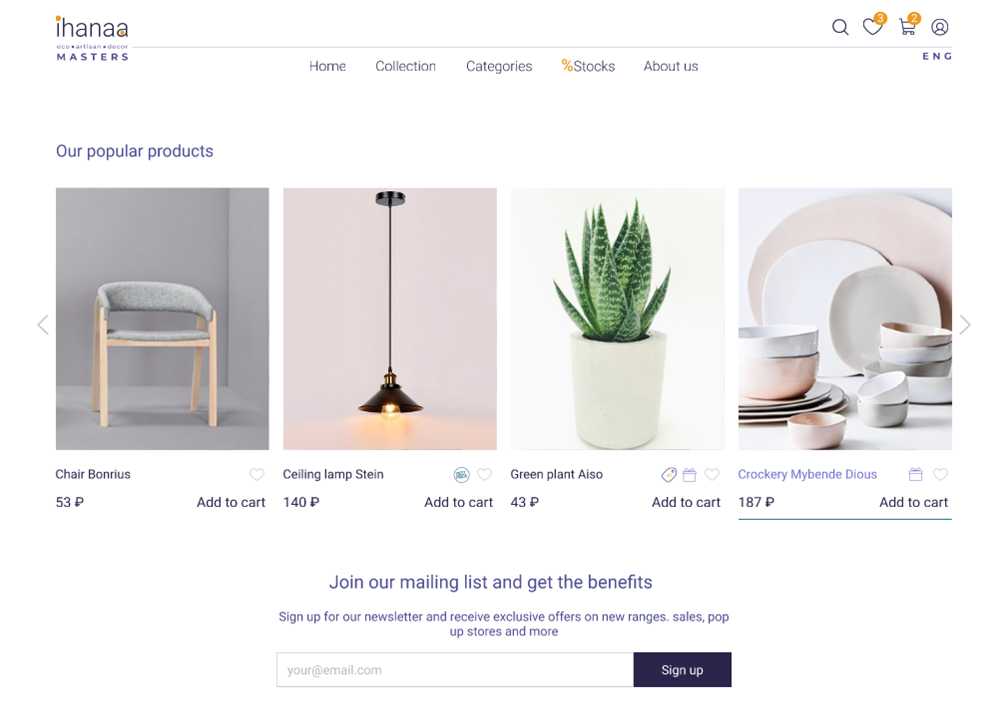 ihanaa
eco•artisan•decor
MASTERS
3
2
ENG
Home Collection Categories %Stocks About us
Our popular products
Chair Bonrius
53 ₽ Add to cart
Ceiling lamp Stein
140 ₽ Add to cart
Green plant Aiso
43 ₽ Add to cart
Crockery Mybende Dious
187 ₽ Add to cart
Join our mailing list and get the benefits
Sign up for our newsletter and receive exclusive offers on new ranges. sales, pop
up stores and more
your@email.com Sign up